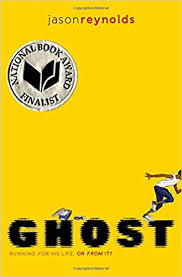 jasonreynolds
NATIONAL BOOK AWARD
FINALIST
GHOST
RUNNING FOR HIS LIFE, OR FROM IT?